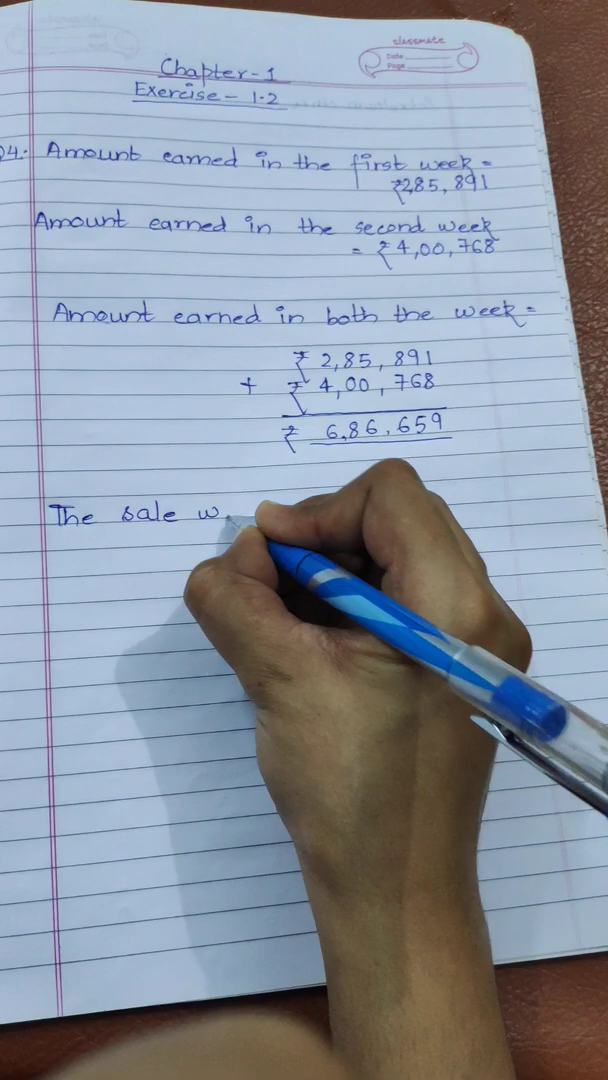 classmate
Date
Page
Chapter-1
Exercise - 1.2
Q4. Amount earned in the first week =
₹285,891
Amount earned in the second week
= ₹4,00,768
Amount earned in both the week =
₹ 2,85,891
+ ₹ 4,00,768
₹ 6,86,659
The sale w